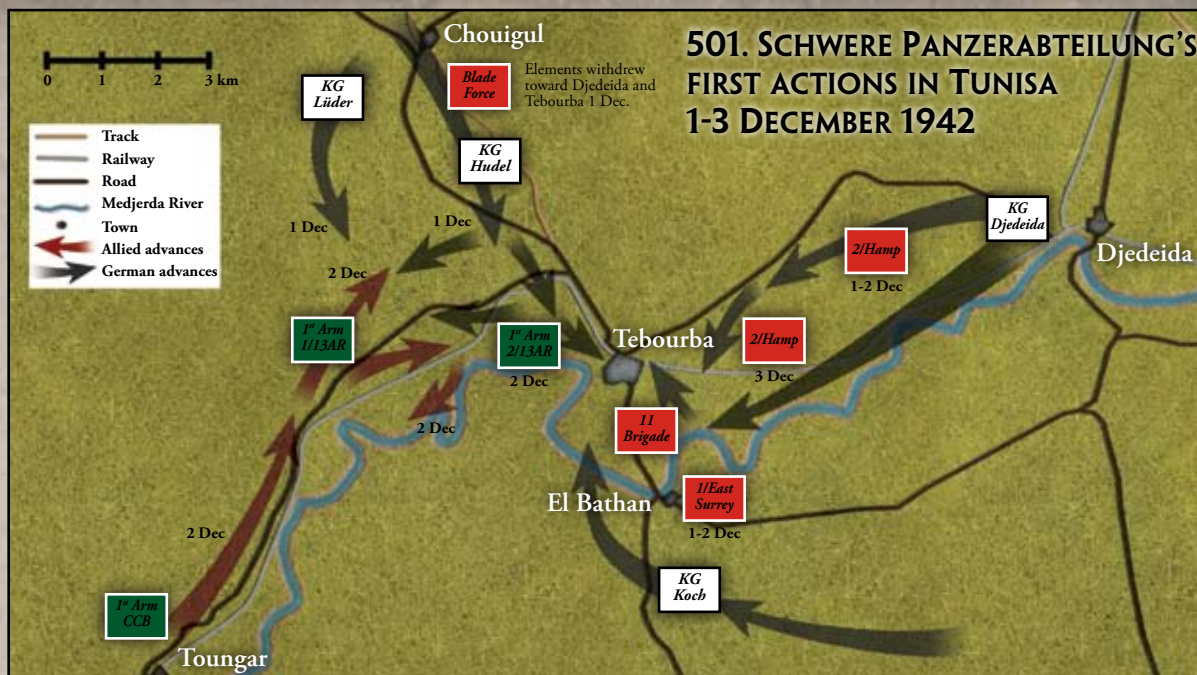 501. SCHWERE PANZERABTEILUNG'S
FIRST ACTIONS IN TUNISA
1-3 DECEMBER 1942
0 1 2 3 km
Track
Railway
Road
Medjerda River
Town
Allied advances
German advances
Chouigul
KG
Lüder
Blade
Force
Elements withdrew
toward Djedeida and
Tebourba 1 Dec.
KG
Hudel
1 Dec
1 Dec
2 Dec
KG
Djedeida
Djedeida
2/Hamp
1-2 Dec
1st Arm
1/13AR
1st Arm
2/13AR
2 Dec
Tebourba
2/Hamp
3 Dec
2 Dec
11
Brigade
El Bathan
1/East
Surrey
1-2 Dec
2 Dec
KG
Koch
1st Arm
CCB
Toungar